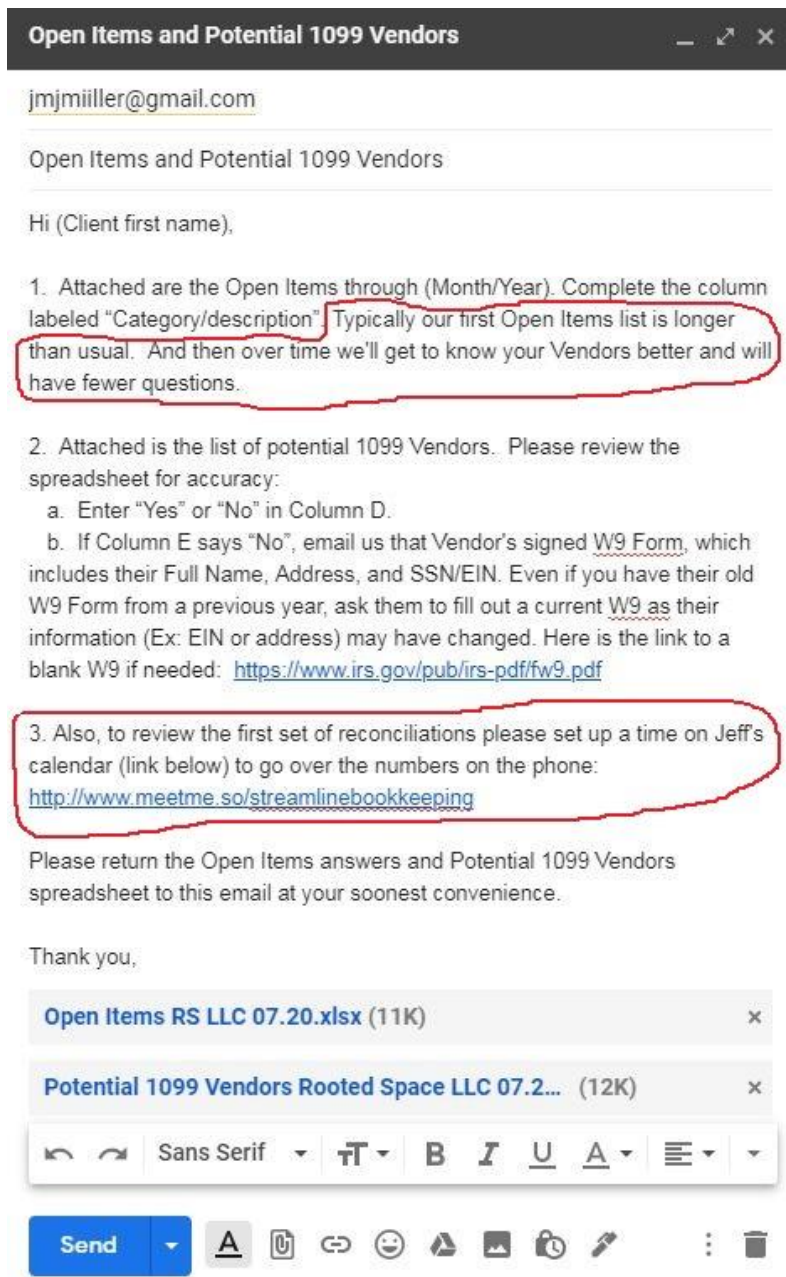 Open Items and Potential 1099 Vendors
jmjmiiller@gmail.com
Open Items and Potential 1099 Vendors
Hi (Client first name),
1.  Attached are the Open Items through (Month/Year). Complete the column
labeled “Category/description”. Typically our first Open Items list is longer
than usual.  And then over time we'll get to know your Vendors better and will
have fewer questions.
2.  Attached is the list of potential 1099 Vendors.  Please review the
spreadsheet for accuracy:
a.  Enter “Yes” or “No” in Column D.
b.  If Column E says “No”, email us that Vendor's signed W9 Form, which
includes their Full Name, Address, and SSN/EIN. Even if you have their old
W9 Form from a previous year, ask them to fill out a current W9 as their
information (Ex: EIN or address) may have changed. Here is the link to a
blank W9 if needed:  https://www.irs.gov/pub/irs-pdf/fw9.pdf
3. Also, to review the first set of reconciliations please set up a time on Jeff's
calendar (link below) to go over the numbers on the phone:
http://www.meetme.so/streamlinebookkeeping
Please return the Open Items answers and Potential 1099 Vendors
spreadsheet to this email at your soonest convenience.
Thank you,
Open Items RS LLC 07.20.xlsx (11K)
Potential 1099 Vendors Rooted Space LLC 07.2... (12K)
Sans Serif
Send